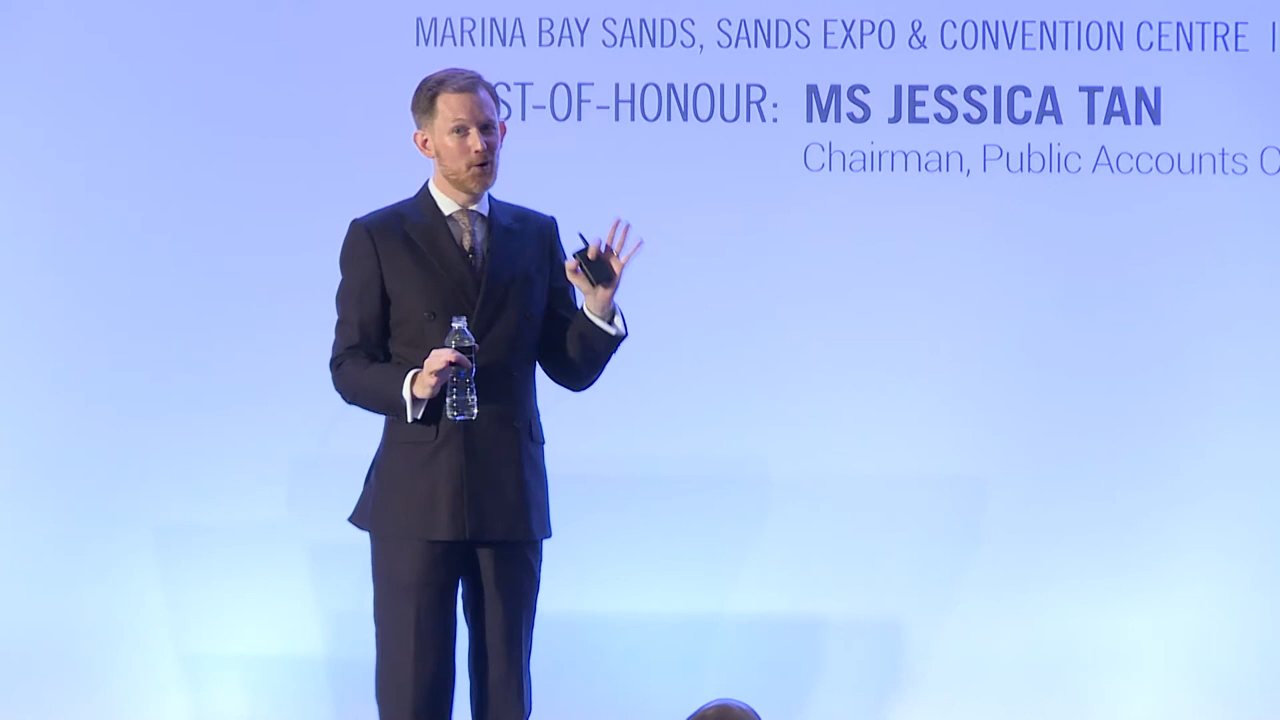 MARINA BAY SANDS, SANDS EXPO & CONVENTION CENTRE |
ST-OF-HONOUR: MS JESSICA TAN
Chairman, Public Accounts C